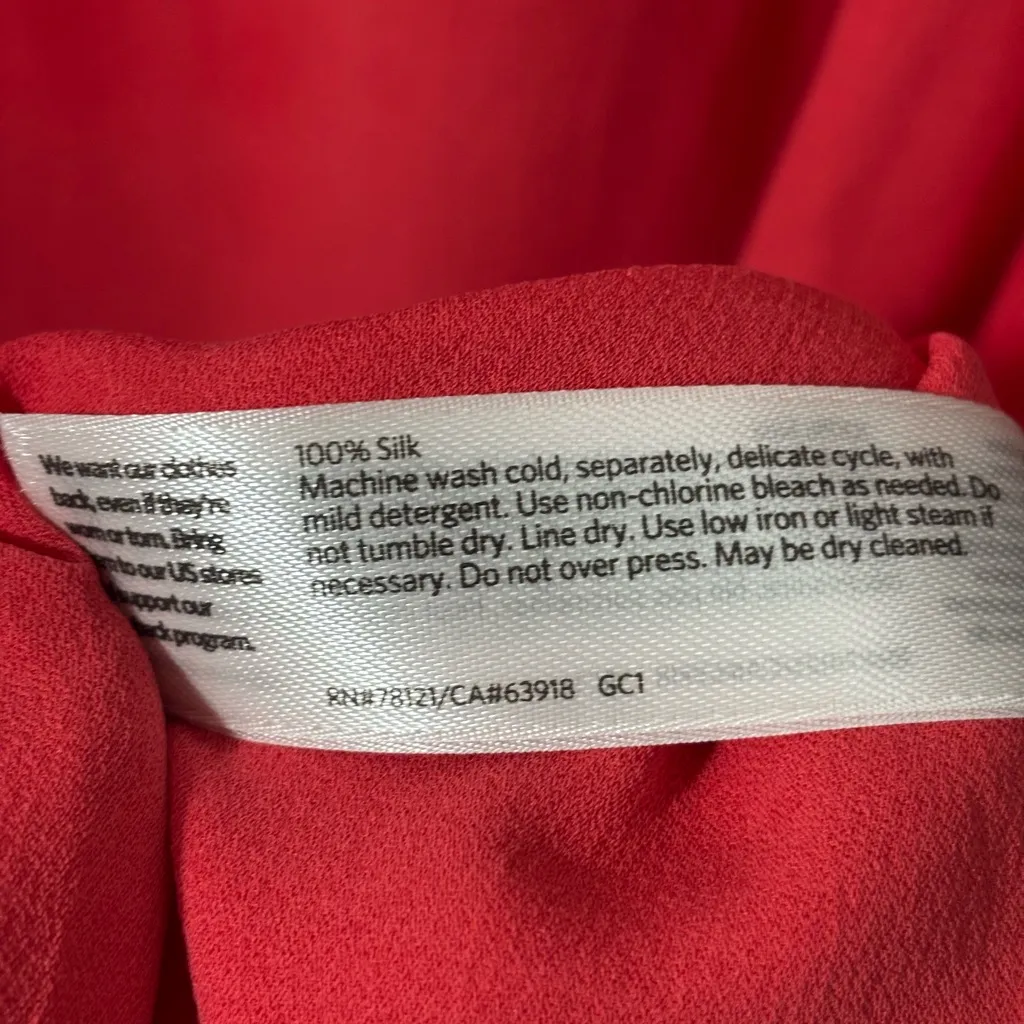 We want our clothes
back, even if they're
worn or torn. Bring
to our US stores
support our
program.
100% Silk
Machine wash cold, separately, delicate cycle, with
mild detergent. Use non-chlorine bleach as needed. Do
not tumble dry. Line dry. Use low iron or light steam if
necessary. Do not over press. May be dry cleaned.
RN#78121/CA#63918 GC1